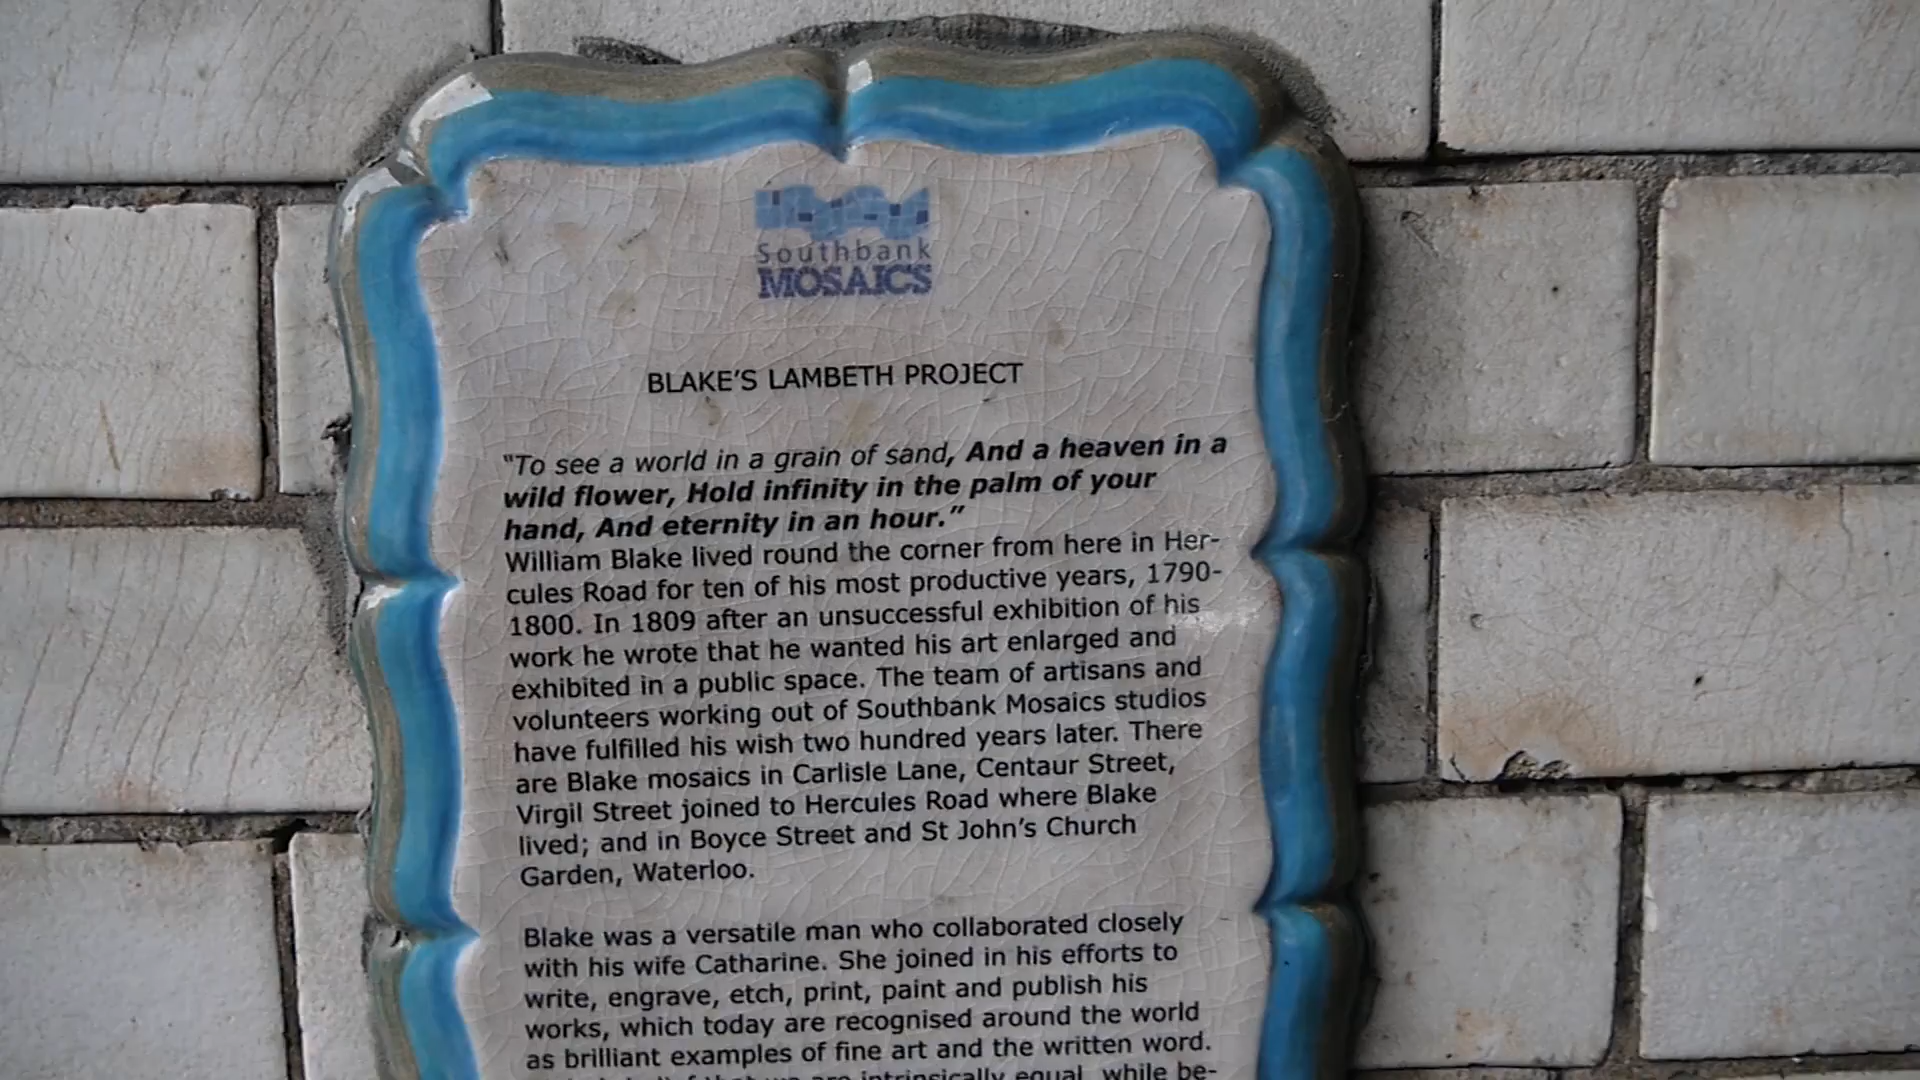 Southbank
MOSAICS
BLAKE'S LAMBETH PROJECT
"To see a world in a grain of sand, And a heaven in a
wild flower, Hold infinity in the palm of your
hand, And eternity in an hour."
William Blake lived round the corner from here in Her-
cules Road for ten of his most productive years, 1790-
1800. In 1809 after an unsuccessful exhibition of his
work he wrote that he wanted his art enlarged and
exhibited in a public space. The team of artisans and
volunteers working out of Southbank Mosaics studios
have fulfilled his wish two hundred years later. There
are Blake mosaics in Carlisle Lane, Centaur Street,
Virgil Street joined to Hercules Road where Blake
lived; and in Boyce Street and St John's Church
Garden, Waterloo.
Blake was a versatile man who collaborated closely
with his wife Catharine. She joined in his efforts to
write, engrave, etch, print, paint and publish his
works, which today are recognised around the world
as brilliant examples of fine art and the written word.
that we are intrinsically equal, while be-